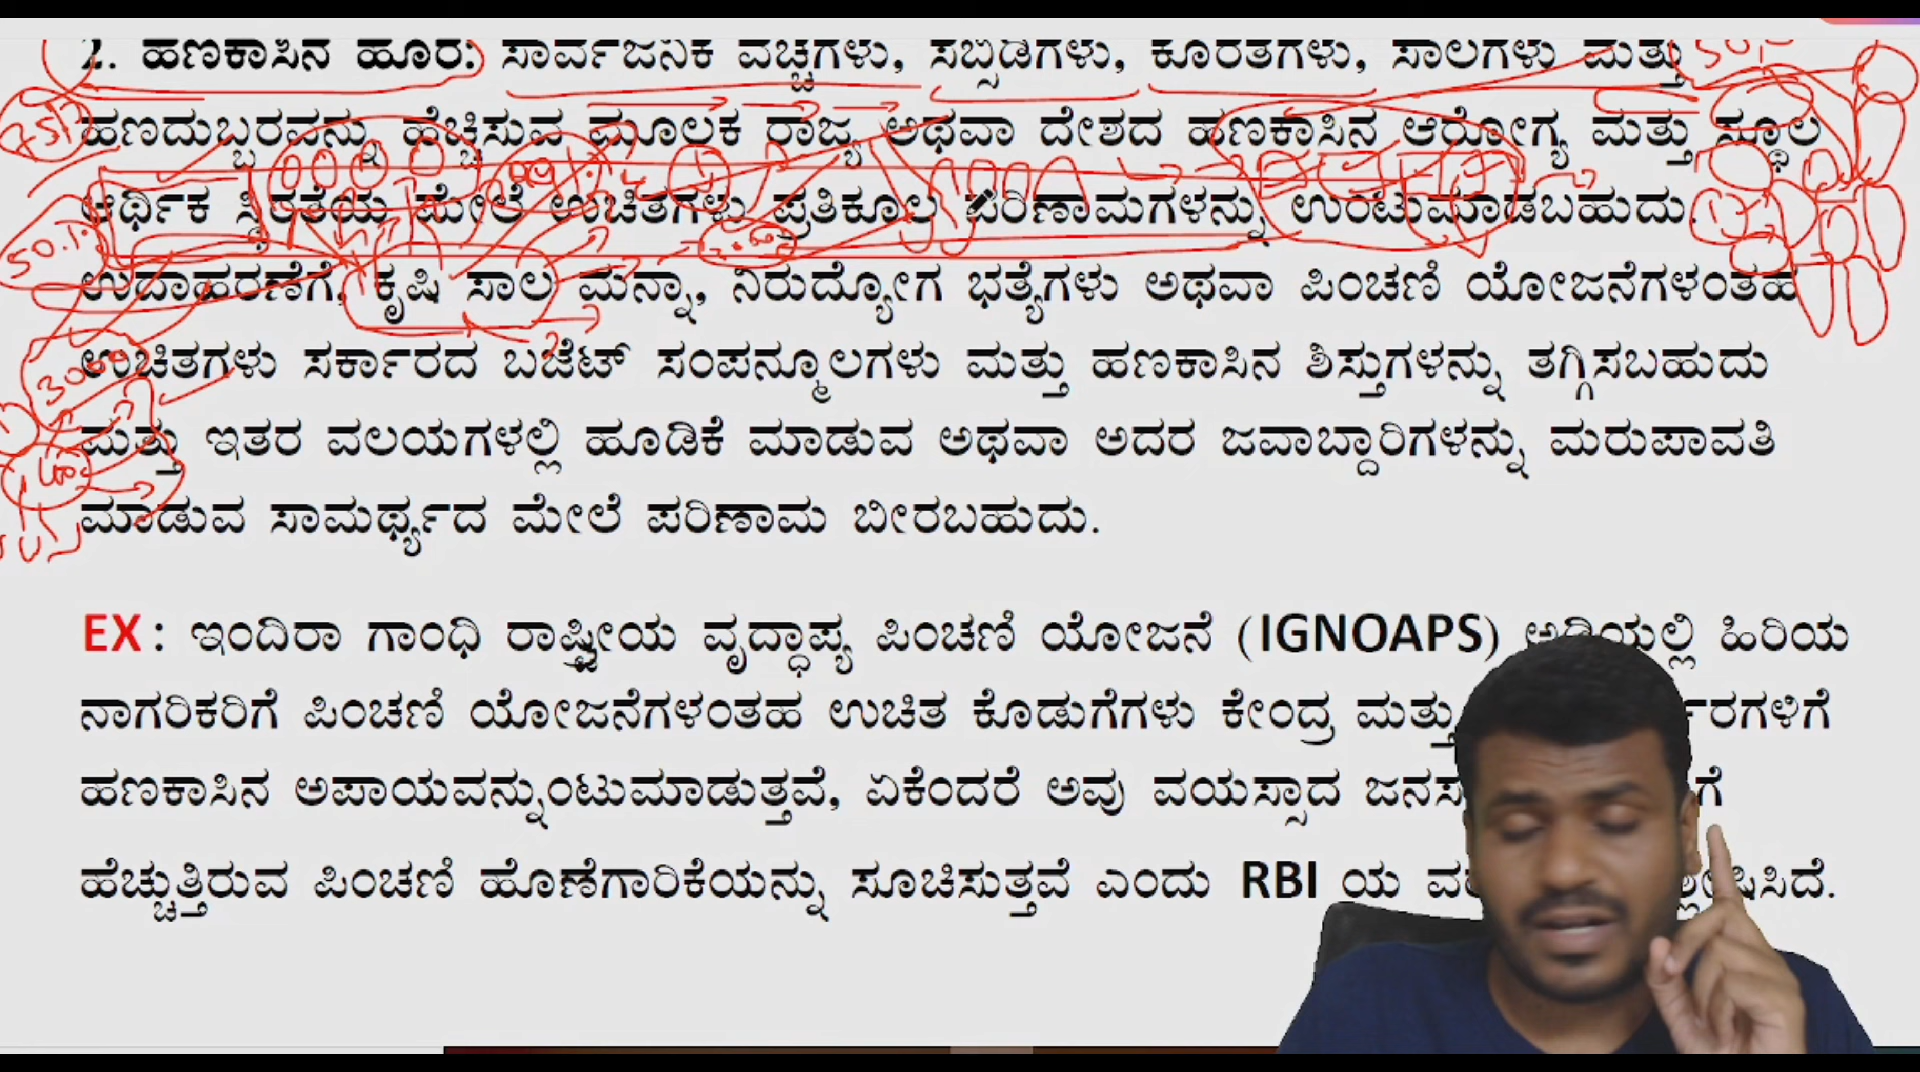 2. ಹಣಕಾಸಿನ ಹೊರೆ: ಸಾರ್ವಜನಿಕ ವೆಚ್ಚಗಳು, ಸಬ್ಸಿಡಿಗಳು, ಕೊರತೆಗಳು, ಸಾಲಗಳು ಮತ್ತು
ಹಣದುಬ್ಬರವನ್ನು ಹೆಚ್ಚಿಸುವ ಮೂಲಕ ರಾಜ್ಯ ಅಥವಾ ದೇಶದ ಹಣಕಾಸಿನ ಆರೋಗ್ಯ ಮತ್ತು ಸ್ಥೂಲ
ಆರ್ಥಿಕ ಸ್ಥಿರತೆಯ ಮೇಲೆ ಉಚಿತಗಳು ಪ್ರತಿಕೂಲ ಪರಿಣಾಮಗಳನ್ನು ಉಂಟುಮಾಡಬಹುದು.
ಉದಾಹರಣೆಗೆ, ಕೃಷಿ ಸಾಲ ಮನ್ನಾ, ನಿರುದ್ಯೋಗ ಭತ್ಯೆಗಳು ಅಥವಾ ಪಿಂಚಣಿ ಯೋಜನೆಗಳಂತಹ
ಉಚಿತಗಳು ಸರ್ಕಾರದ ಬಜೆಟ್ ಸಂಪನ್ಮೂಲಗಳು ಮತ್ತು ಹಣಕಾಸಿನ ಶಿಸ್ತುಗಳನ್ನು ತಗ್ಗಿಸಬಹುದು
ಮತ್ತು ಇತರ ವಲಯಗಳಲ್ಲಿ ಹೂಡಿಕೆ ಮಾಡುವ ಅಥವಾ ಅದರ ಜವಾಬ್ದಾರಿಗಳನ್ನು ಮರುಪಾವತಿ
ಮಾಡುವ ಸಾಮರ್ಥ್ಯದ ಮೇಲೆ ಪರಿಣಾಮ ಬೀರಬಹುದು.
EX: ಇಂದಿರಾ ಗಾಂಧಿ ರಾಷ್ಟ್ರೀಯ ವೃದ್ಧಾಪ್ಯ ಪಿಂಚಣಿ ಯೋಜನೆ (IGNOAPS) ಅಡಿಯಲ್ಲಿ ಹಿರಿಯ
ನಾಗರಿಕರಿಗೆ ಪಿಂಚಣಿ ಯೋಜನೆಗಳಂತಹ ಉಚಿತ ಕೊಡುಗೆಗಳು ಕೇಂದ್ರ ಮತ್ತು
ಹಣಕಾಸಿನ ಅಪಾಯವನ್ನುಂಟುಮಾಡುತ್ತವೆ, ಏಕೆಂದರೆ ಅವು ವಯಸ್ಸಾದ
ಹೆಚ್ಚುತ್ತಿರುವ ಪಿಂಚಣಿ ಹೊಣೆಗಾರಿಕೆಯನ್ನು ಸೂಚಿಸುತ್ತವೆ ಎಂದು RBI ಯ